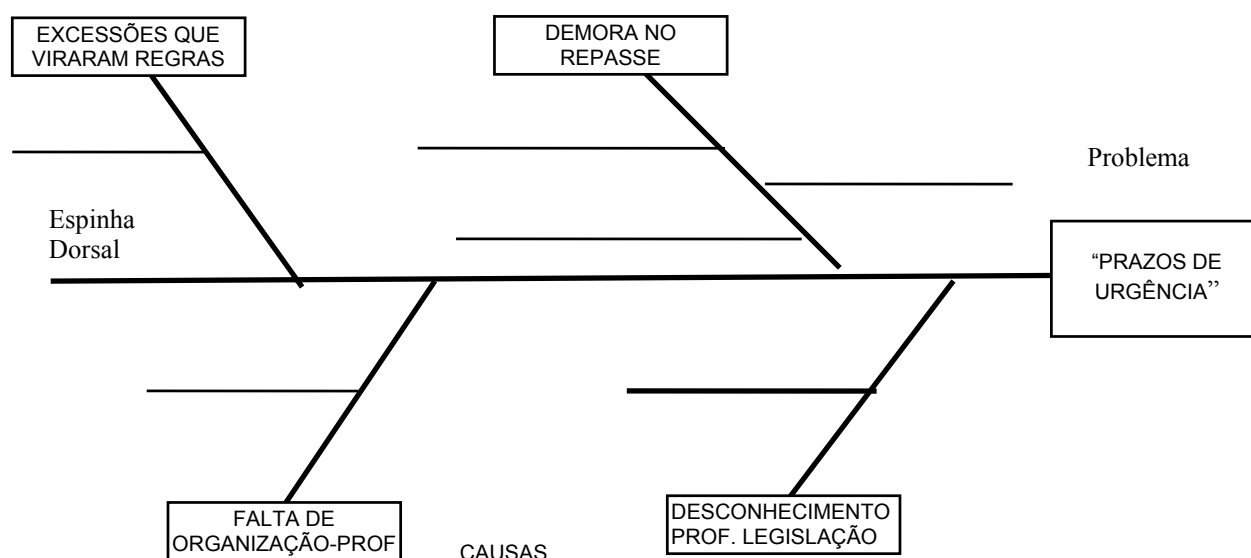 EXCESSÕES QUE
VIRARAM REGRAS
DEMORA NO
REPASSE
Problema
Espinha
Dorsal
“PRAZOS DE
URGÊNCIA”
FALTA DE
ORGANIZAÇÃO-PROF
CAUSAS
DESCONHECIMENTO
PROF. LEGISLAÇÃO